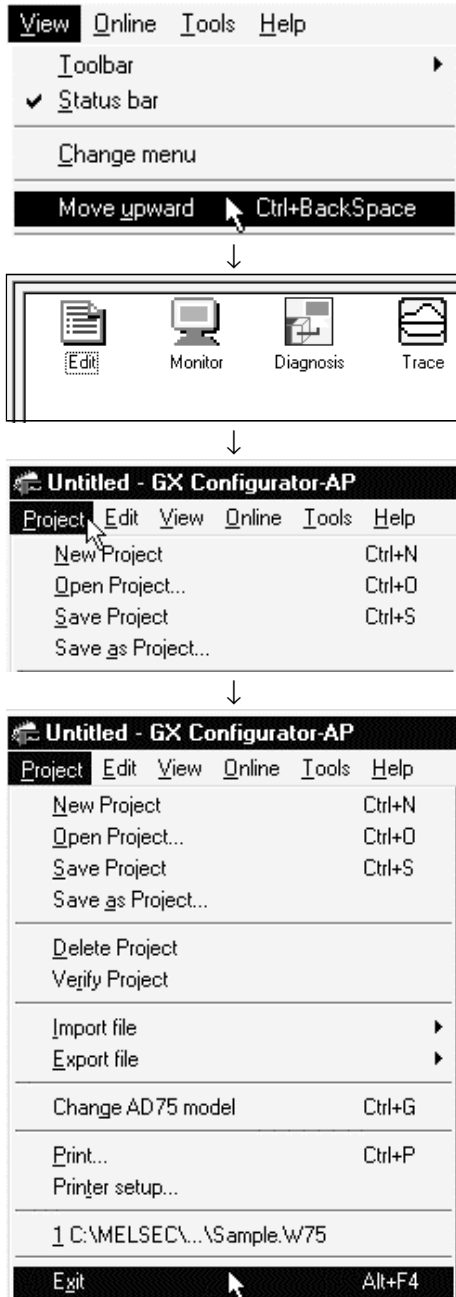 View Online Tools Help
Toolbar
Status bar
Change menu
Move upward Ctrl+BackSpace
↓
Edit Monitor Diagnosis Trace
↓
Untitled - GX Configurator-AP
Project Edit View Online Tools Help
New Project Ctrl+N
Open Project... Ctrl+O
Save Project Ctrl+S
Save as Project...
↓
Untitled - GX Configurator-AP
Project Edit View Online Tools Help
New Project Ctrl+N
Open Project... Ctrl+O
Save Project Ctrl+S
Save as Project...
Delete Project
Verify Project
Import file
Export file
Change AD75 model Ctrl+G
Print... Ctrl+P
Printer setup...
1 C:\MELSEC\...\Sample.W75
Exit Alt+F4